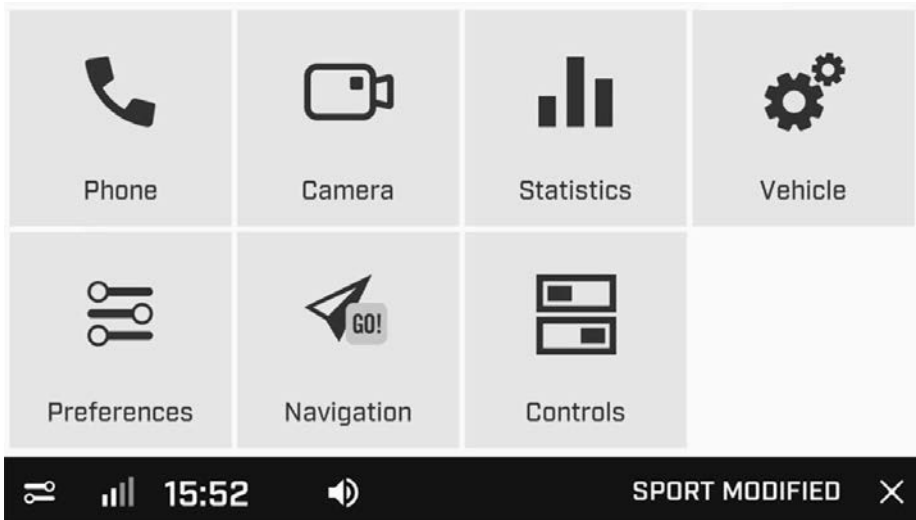 Phone Camera Statistics Vehicle
GO!
Preferences Navigation Controls
15:52 SPORT MODIFIED